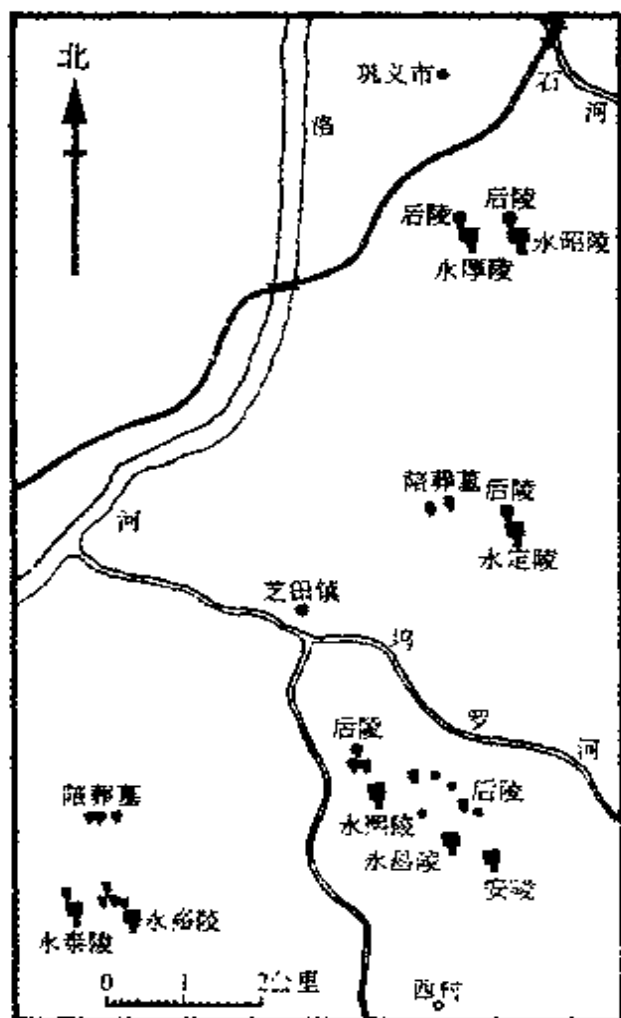 北
巩义市
石
河
洛
后陵
后陵
永昭陵
永厚陵
陪葬墓
后陵
永定陵
河
芝田镇
坞
罗
河
后陵
后陵
永熙陵
永昌陵
安陵
陪葬墓
永泰陵
永裕陵
0 1 2公里
西村